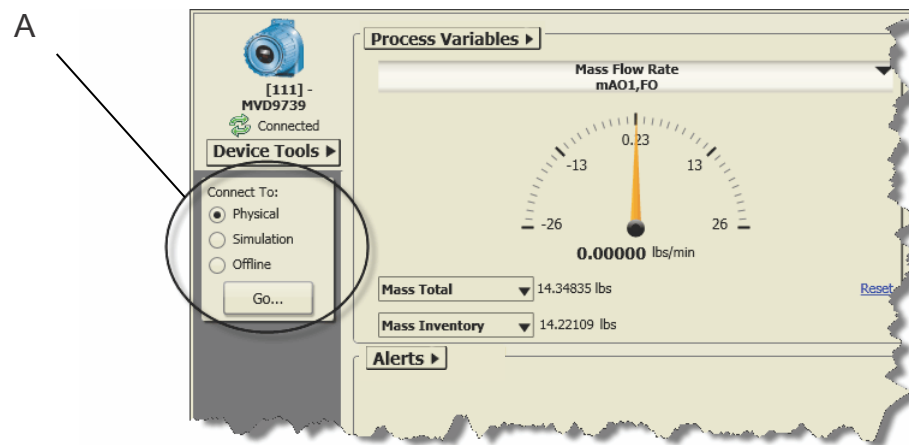 A
[111] -
MVD9739
Connected
Device Tools
Connect To:
Physical
Simulation
Offline
Go...
Process Variables
Mass Flow Rate
mAO1,FO
0.23
-13
13
-26
26
0.00000 lbs/min
Mass Total 14.34835 lbs Reset
Mass Inventory 14.22109 lbs
Alerts